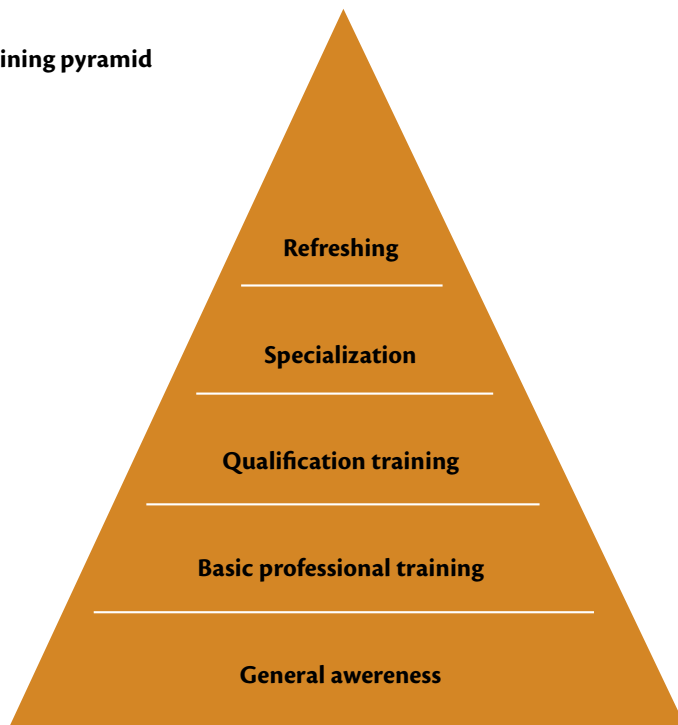 ining pyramid
Refreshing
Specialization
Qualification training
Basic professional training
General awereness